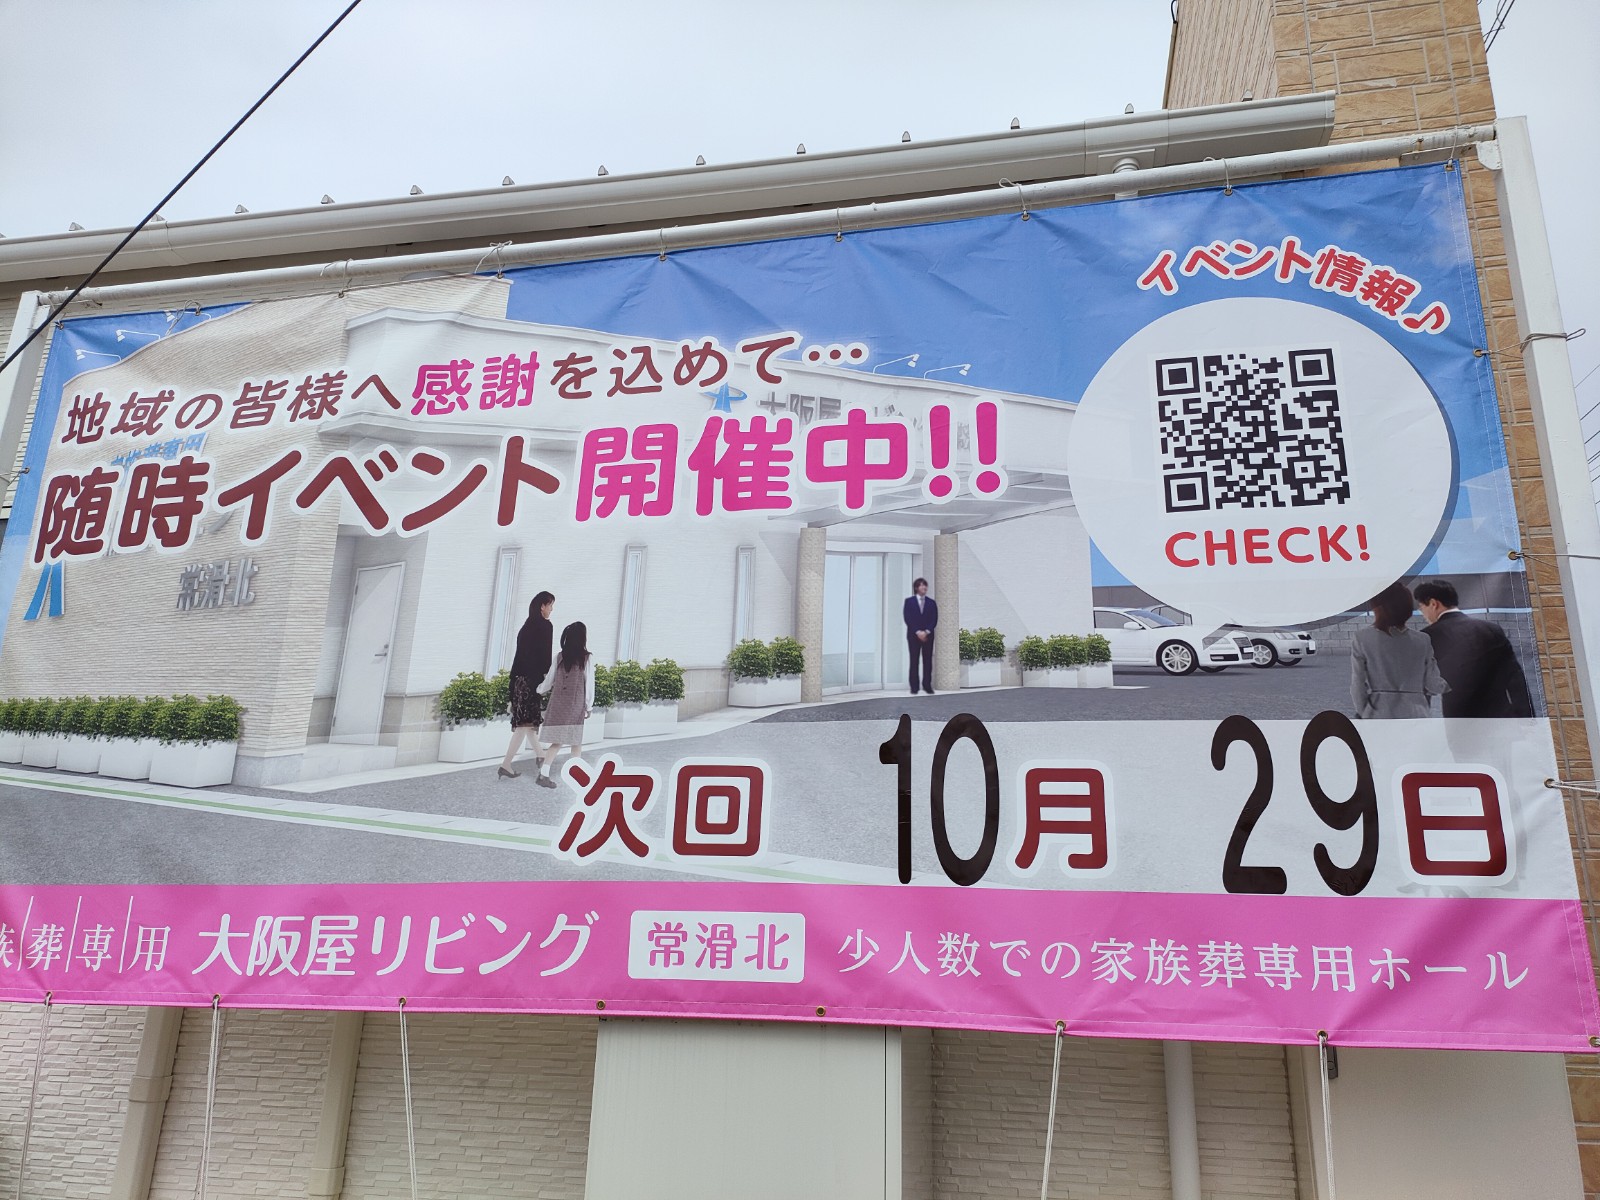 イベント情報♪
地域の皆様へ感謝を込めて…
随時イベント開催中!!
CHECK!
大阪屋
常滑北
次回 10月 29日
族葬専用 大阪屋リビング 常滑北 少人数での家族葬専用ホール